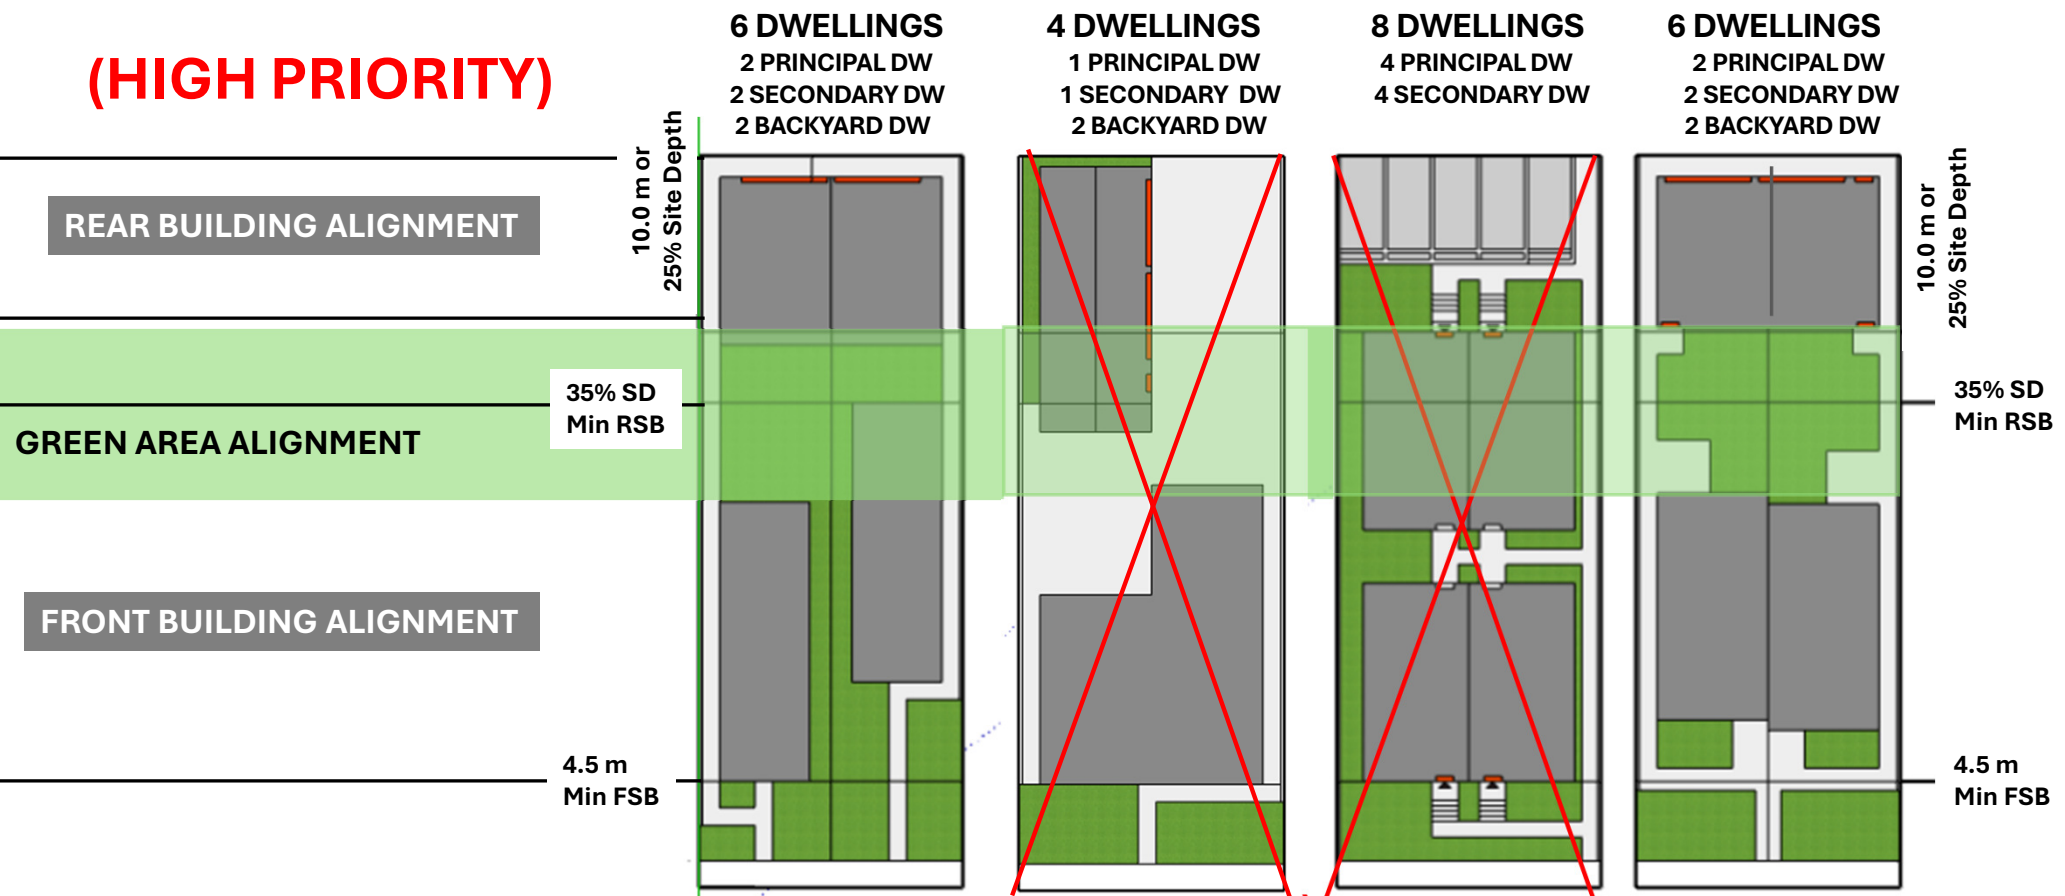 (HIGH PRIORITY)
6 DWELLINGS
2 PRINCIPAL DW
2 SECONDARY DW
2 BACKYARD DW
4 DWELLINGS
1 PRINCIPAL DW
1 SECONDARY DW
2 BACKYARD DW
8 DWELLINGS
4 PRINCIPAL DW
4 SECONDARY DW
6 DWELLINGS
2 PRINCIPAL DW
2 SECONDARY DW
2 BACKYARD DW
10.0 m or
25% Site Depth
10.0 m or
25% Site Depth
REAR BUILDING ALIGNMENT
35% SD
Min RSB
35% SD
Min RSB
GREEN AREA ALIGNMENT
FRONT BUILDING ALIGNMENT
4.5 m
Min FSB
4.5 m
Min FSB